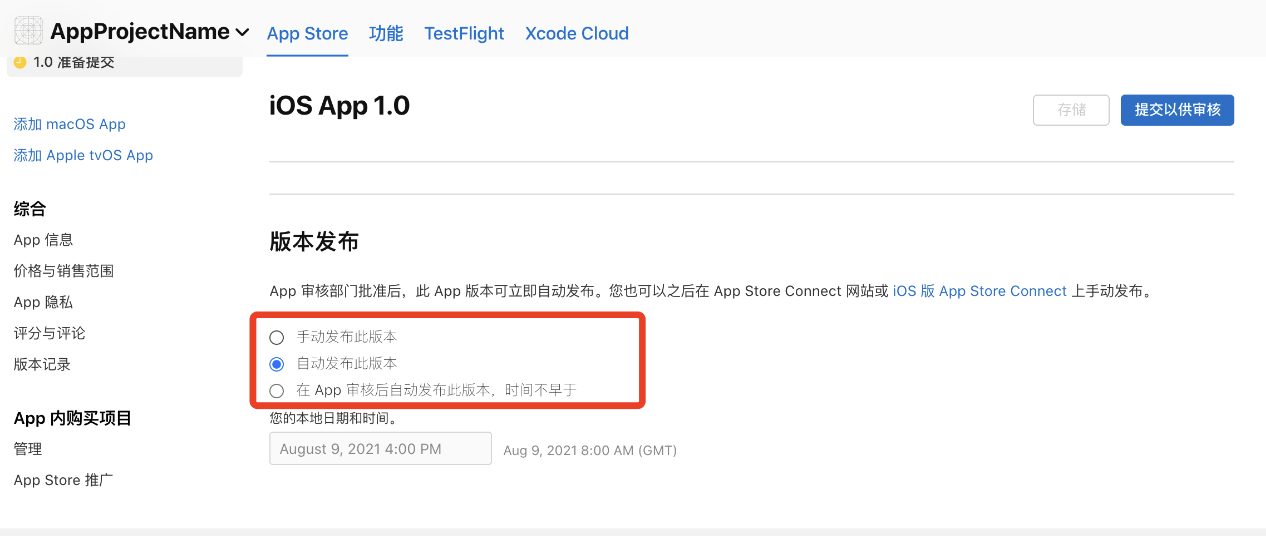 AppProjectName App Store 功能 TestFlight Xcode Cloud
1.0 准备提交
iOS App 1.0
存储 提交以供审核
添加 macOS App
添加 Apple tvOS App
综合
App 信息
价格与销售范围
App 隐私
评分与评论
版本记录
App 内购买项目
管理
App Store 推广
版本发布
App 审核部门批准后，此 App 版本可立即自动发布。您也可以之后在 App Store Connect 网站或 iOS 版 App Store Connect 上手动发布。
手动发布此版本
自动发布此版本
在 App 审核后自动发布此版本，时间不早于
您的本地日期和时间。
August 9, 2021 4:00 PM Aug 9, 2021 8:00 AM (GMT)